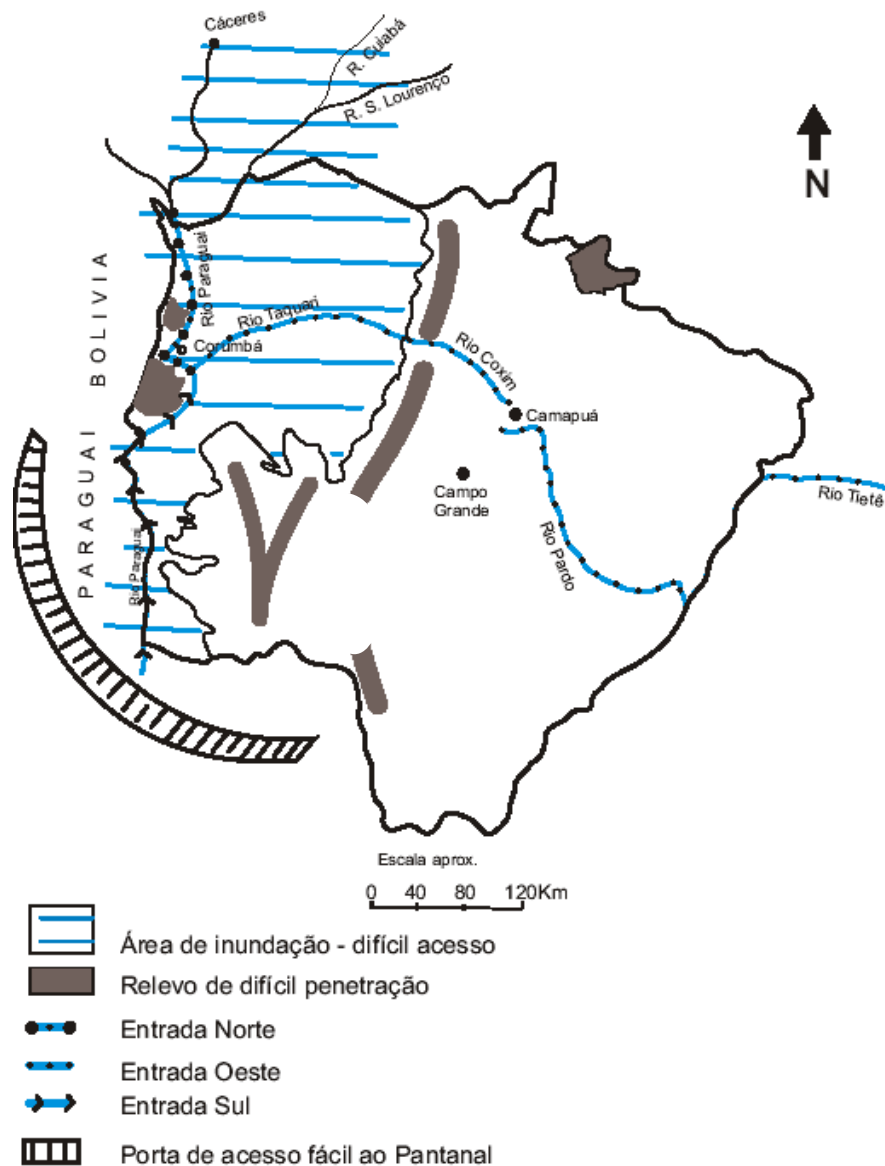 Cáceres
R. Cuiabá
R. S. Lourenço
N
BOLIVIA
Rio Paraguai
Rio Taquari
Corumbá
Rio Coxim
Camapuá
PARAGUAI
Campo
Grande
Rio Tietê
Rio Paraguai
Rio Pardo
Escala aprox.
0 40 80 120Km
Área de inundação - difícil acesso
Relevo de difícil penetração
Entrada Norte
Entrada Oeste
Entrada Sul
Porta de acesso fácil ao Pantanal